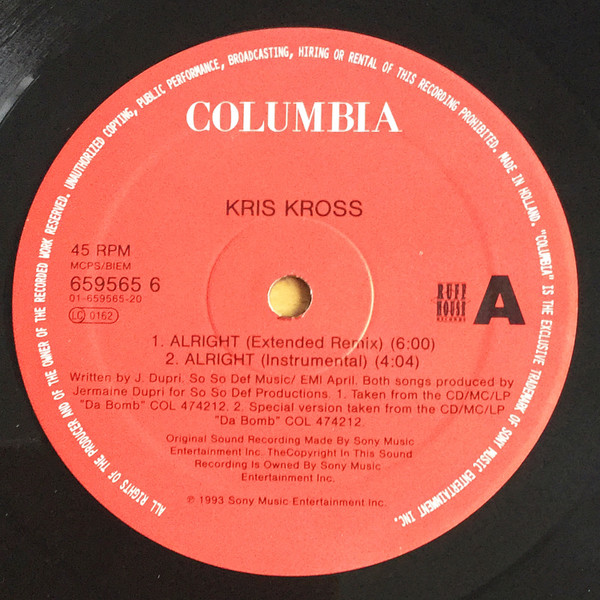 ALL RIGHTS OF THE PRODUCER AND OF THE OWNER OF THE RECORDED WORK RESERVED. UNAUTHORIZED COPYING, PUBLIC PERFORMANCE, BROADCASTING, HIRING OR RENTAL OF THIS RECORDING PROHIBITED. MADE IN HOLLAND. "COLUMBIA" IS THE EXCLUSIVE TRADEMARK OF SONY MUSIC ENTERTAINMENT INC.
COLUMBIA
KRIS KROSS
45 RPM
MCPS/BIEM
659565 6
01-659565-20
LC 0162
RUFF
HOUSE
RECORDS
A
1. ALRIGHT (Extended Remix) (6:00)
2. ALRIGHT (Instrumental) (4:04)
Written by J. Dupri. So So Def Music/ EMI April. Both songs produced by
Jermaine Dupri for So So Def Productions. 1. Taken from the CD/MC/LP
"Da Bomb" COL 474212. 2. Special version taken from the CD/MC/LP
"Da Bomb" COL 474212.
Original Sound Recording Made By Sony Music
Entertainment Inc. TheCopyright In This Sound
Recording Is Owned By Sony Music
Entertainment Inc.
℗ 1993 Sony Music Entertainment Inc.